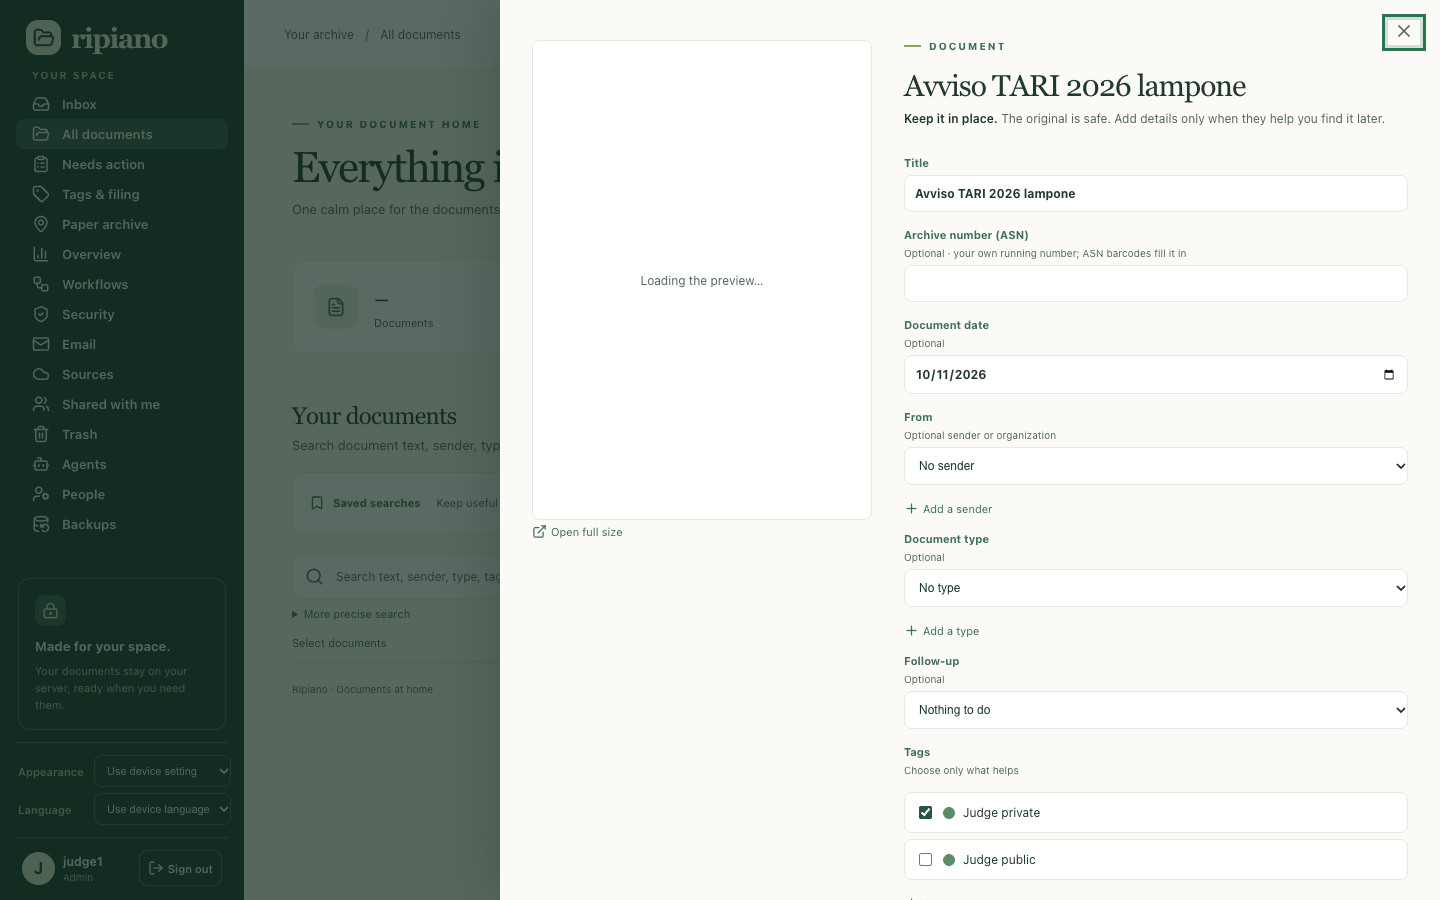 ripiano
YOUR SPACE
Inbox
All documents
Needs action
Tags & filing
Paper archive
Overview
Workflows
Security
Email
Sources
Shared with me
Trash
Agents
People
Backups
Made for your space.
Your documents stay on your
server, ready when you need
them.
Appearance
Use device setting
Language
Use device language
J
judge1
Admin
Sign out
Your archive / All documents
YOUR DOCUMENT HOME
Everything i
One calm place for the documents
—
Documents
Your documents
Search document text, sender, typ
Saved searches Keep useful
Search text, sender, type, tag
More precise search
Select documents
Ripiano · Documents at home
Loading the preview...
Open full size
DOCUMENT
Avviso TARI 2026 lampone
Keep it in place. The original is safe. Add details only when they help you find it later.
Title
Avviso TARI 2026 lampone
Archive number (ASN)
Optional · your own running number; ASN barcodes fill it in
Document date
Optional
10/11/2026
From
Optional sender or organization
No sender
Add a sender
Document type
Optional
No type
Add a type
Follow-up
Optional
Nothing to do
Tags
Choose only what helps
Judge private
Judge public